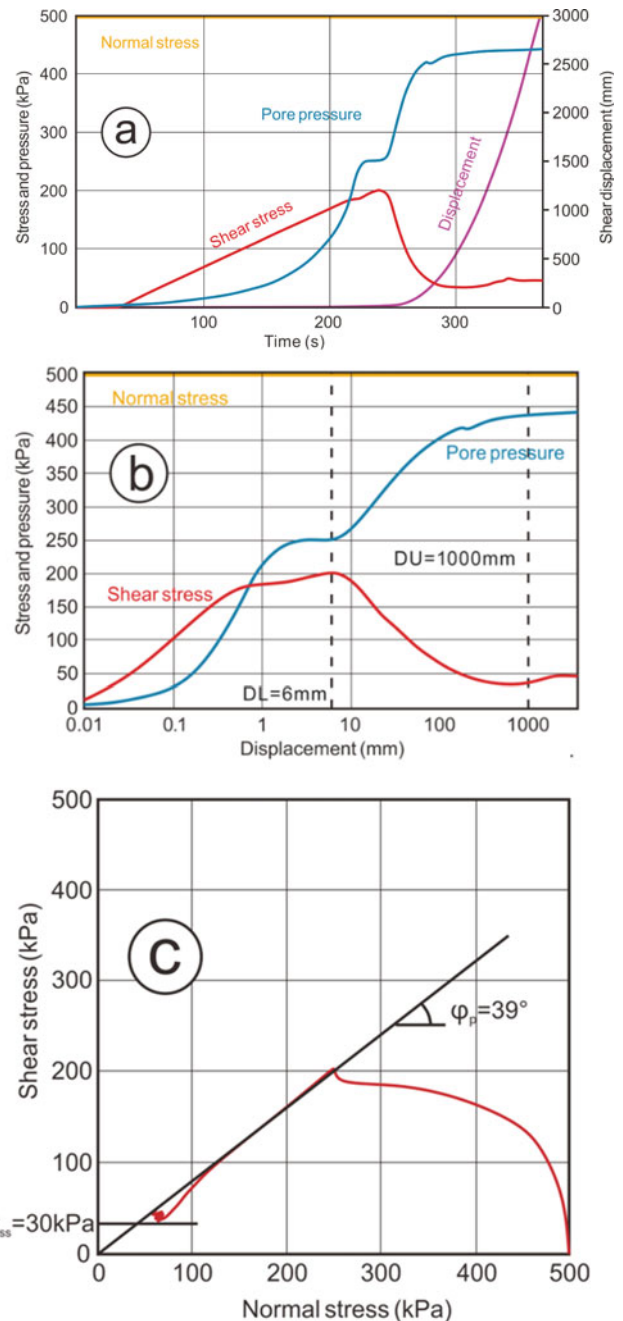 500
3000
Normal stress
400
2500
Pore pressure
2000
300
a
1500
200
Shear stress
Displacement
1000
100
500
0
0
100
200
300
Time (s)
Stress and pressure (kPa)
Shear displacement (mm)
500
Normal stress
450
400
b
Pore pressure
350
300
250
DU=1000mm
200
150
Shear stress
100
50
DL=6mm
0
0.01
0.1
1
10
100
1000
Displacement (mm)
Stress and pressure (kPa)
500
400
c
300
φp=39°
200
100
ss=30kPa
0
0
100
200
300
400
500
Normal stress (kPa)
Shear stress (kPa)